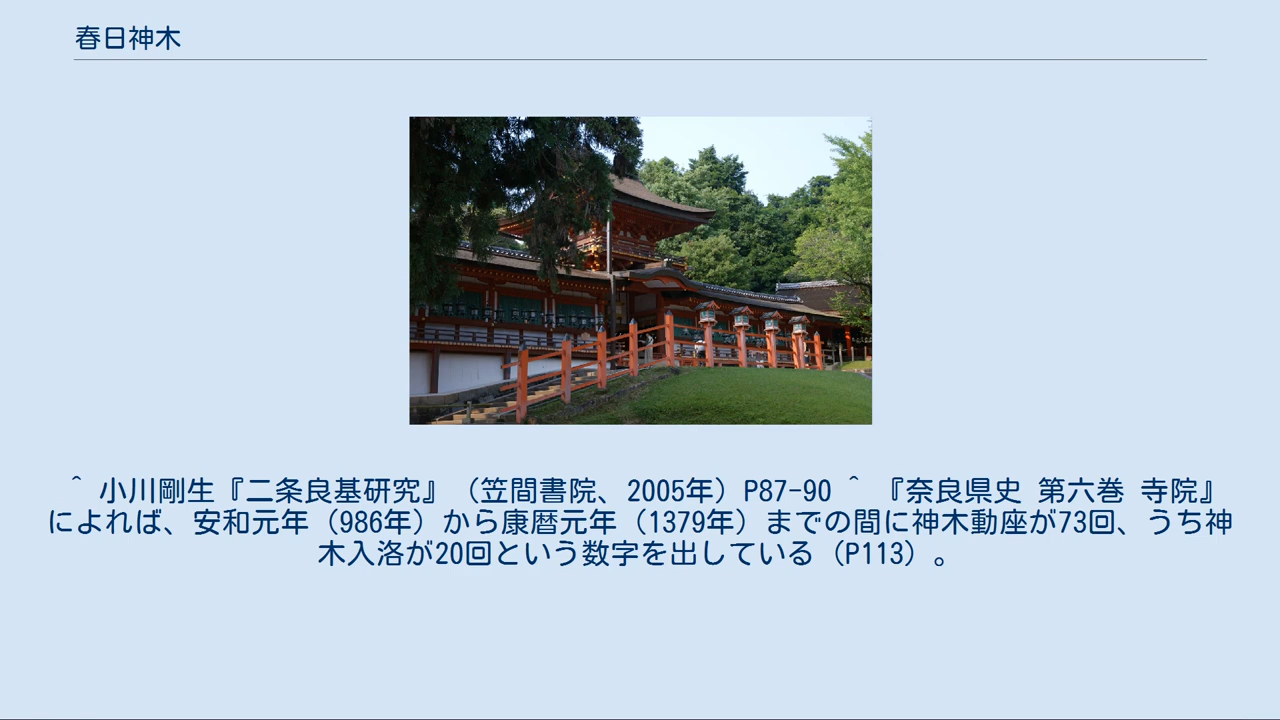 春日神木
^ 小川剛生『二条良基研究』（笠間書院、2005年）P87-90 ^ 『奈良県史 第六巻 寺院』
によれば、安和元年（986年）から康暦元年（1379年）までの間に神木動座が73回、うち神
木入洛が20回という数字を出している（P113）。